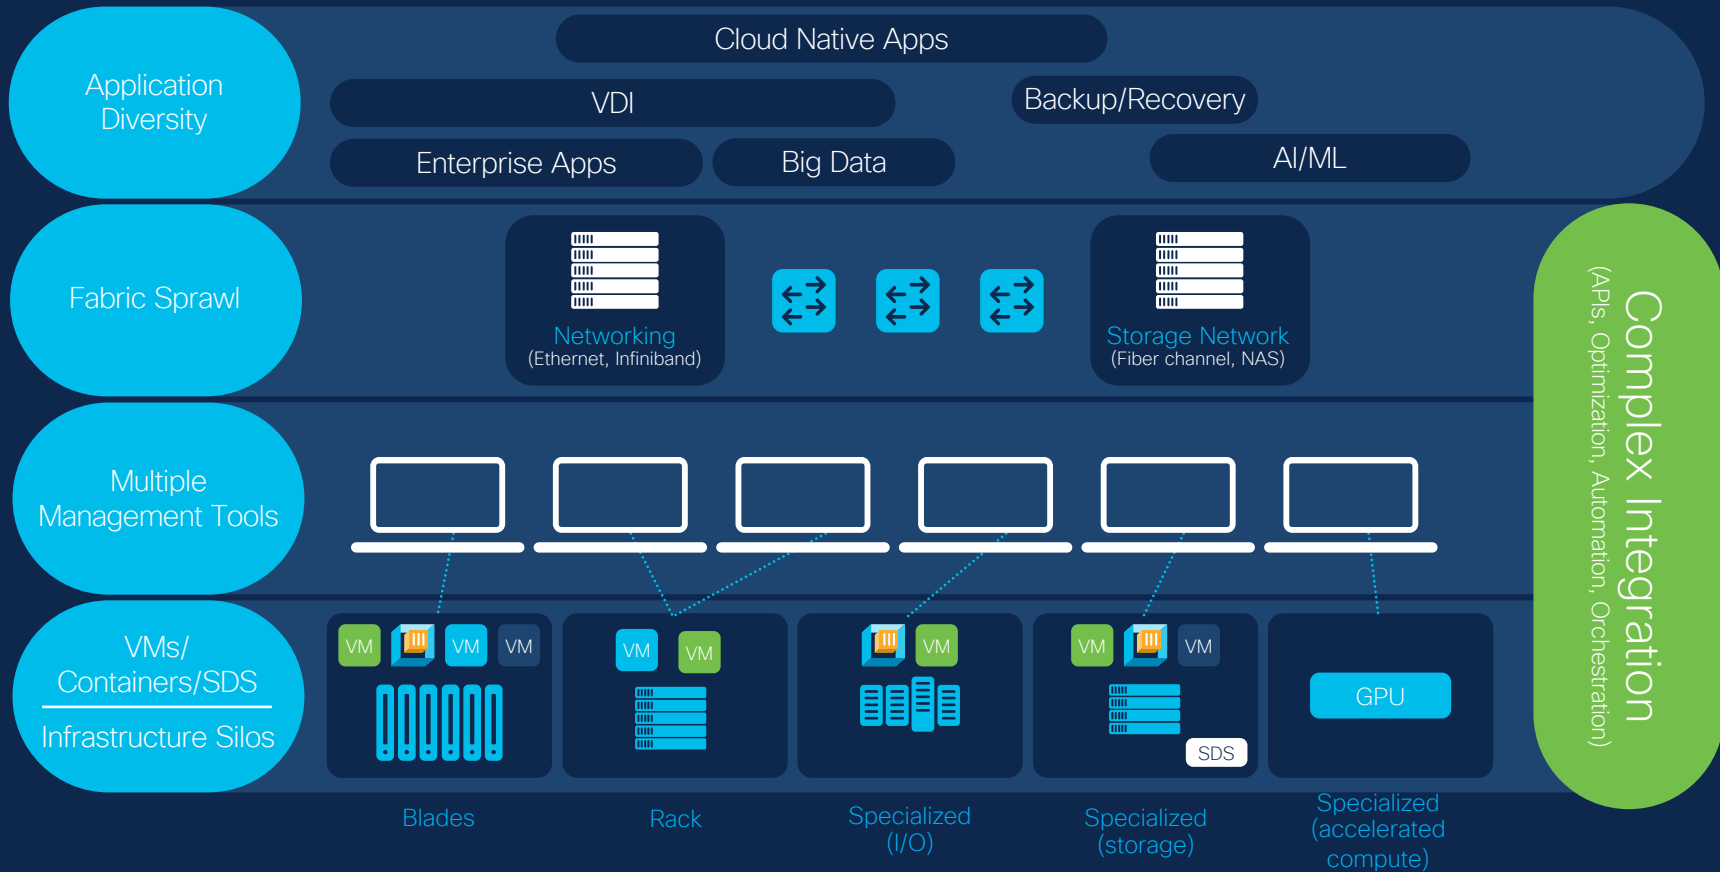 Application
Diversity
Cloud Native Apps
VDI
Backup/Recovery
Enterprise Apps
Big Data
AI/ML
Fabric Sprawl
Networking
(Ethernet, Infiniband)
Storage Network
(Fiber channel, NAS)
Multiple
Management Tools
VMs/
Containers/SDS
Infrastructure Silos
VM
VM
VM
VM
VM
VM
VM
VM
SDS
GPU
Blades
Rack
Specialized
(I/O)
Specialized
(storage)
Specialized
(accelerated
compute)
Complex Integration
(APIs, Optimization, Automation, Orchestration)